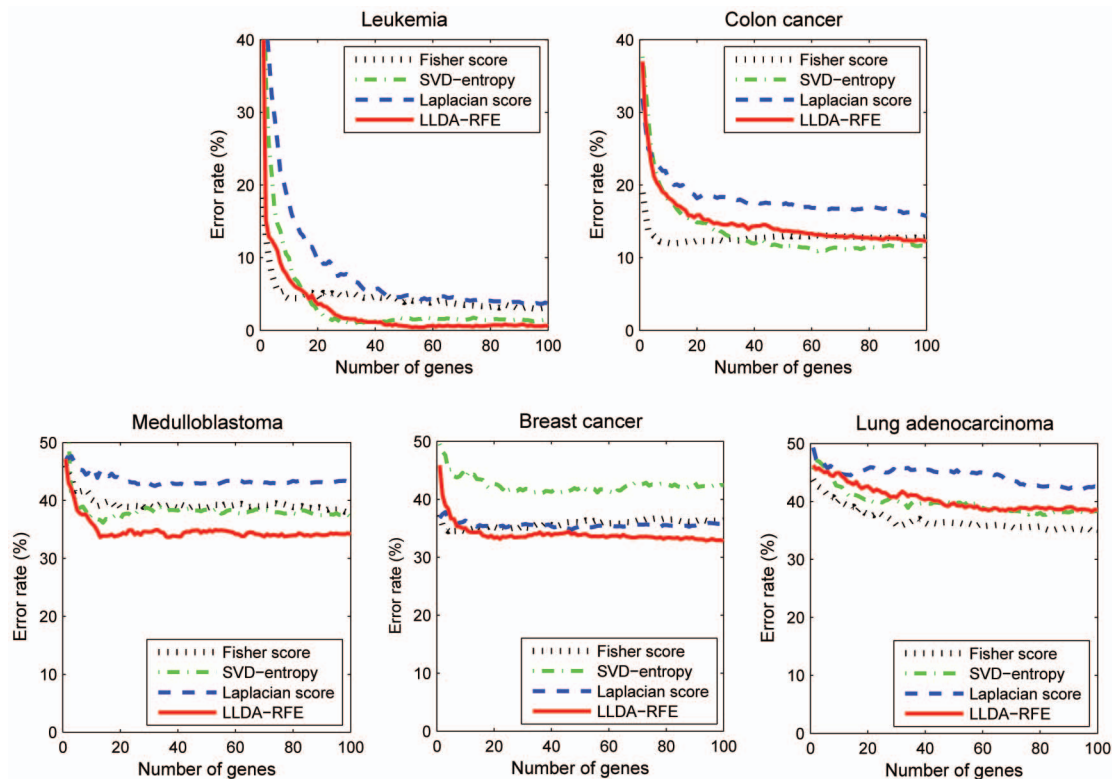 Leukemia
40
30
20
10
0
Error rate (%)
Fisher score
SVD-entropy
Laplacian score
LLDA-RFE
0 20 40 60 80 100
Number of genes
Colon cancer
40
30
20
10
0
Error rate (%)
Fisher score
SVD-entropy
Laplacian score
LLDA-RFE
0 20 40 60 80 100
Number of genes
Medulloblastoma
50
40
30
20
10
0
Error rate (%)
Fisher score
SVD-entropy
Laplacian score
LLDA-RFE
0 20 40 60 80 100
Number of genes
Breast cancer
50
40
30
20
10
0
Error rate (%)
Fisher score
SVD-entropy
Laplacian score
LLDA-RFE
0 20 40 60 80 100
Number of genes
Lung adenocarcinoma
50
40
30
20
10
0
Error rate (%)
Fisher score
SVD-entropy
Laplacian score
LLDA-RFE
0 20 40 60 80 100
Number of genes